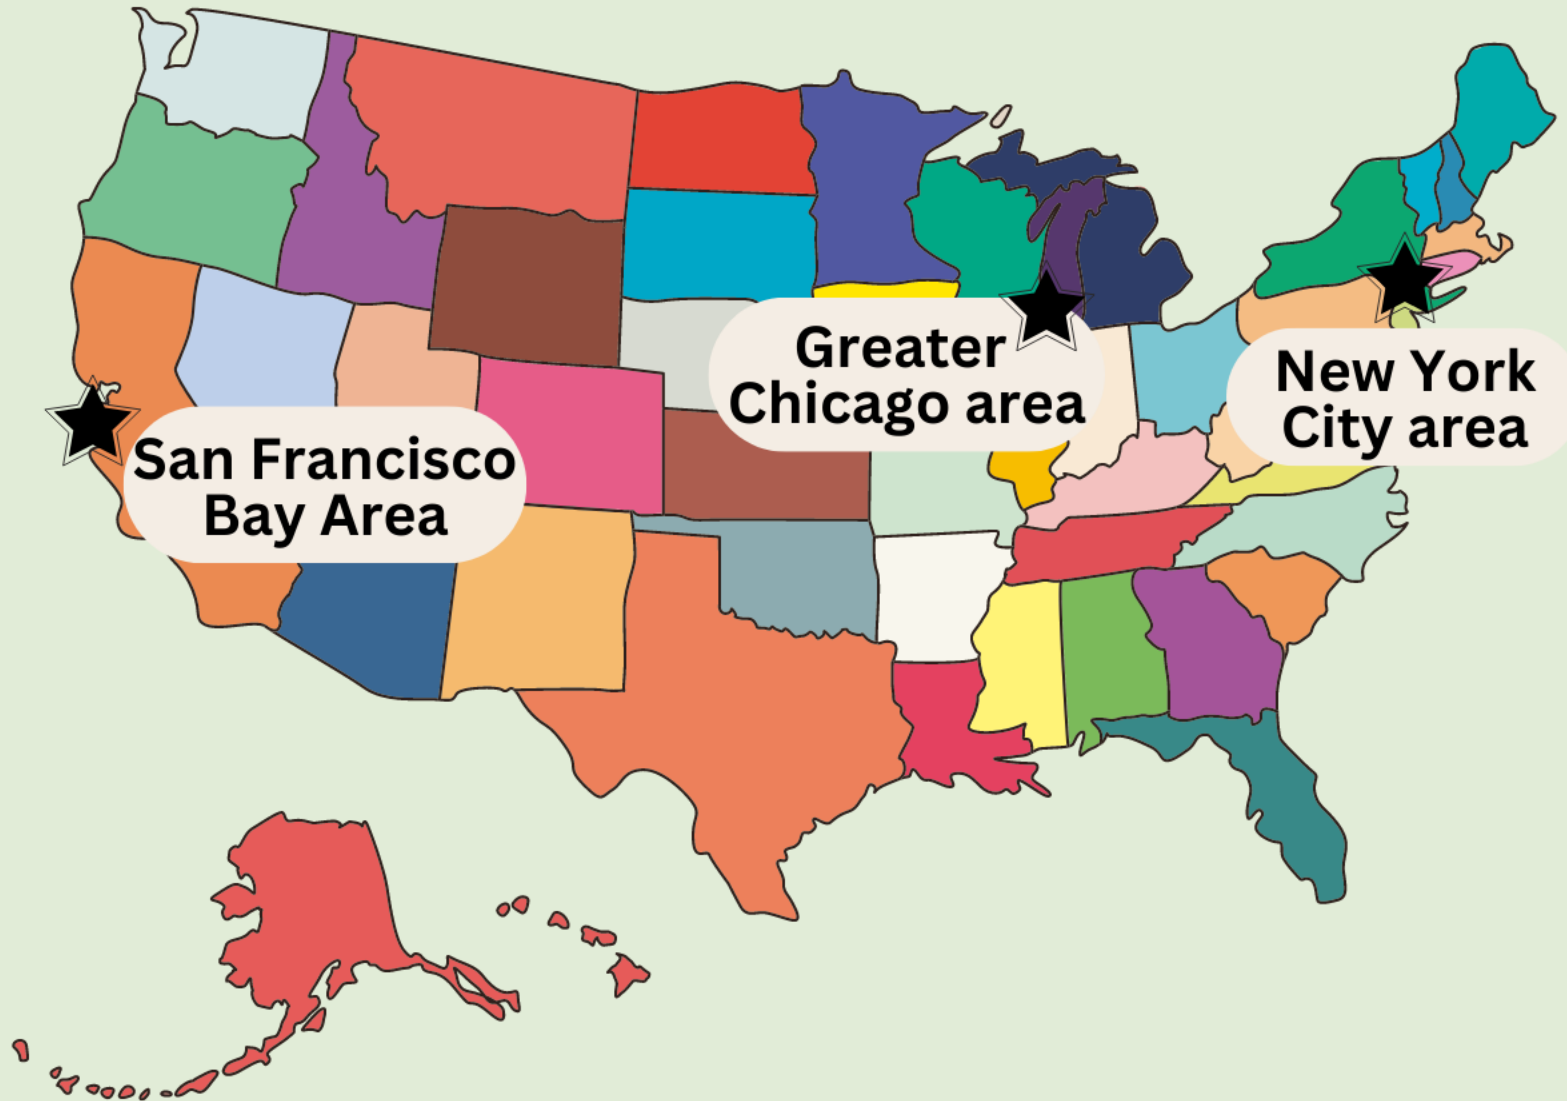 Greater
Chicago area
New York
City area
San Francisco
Bay Area